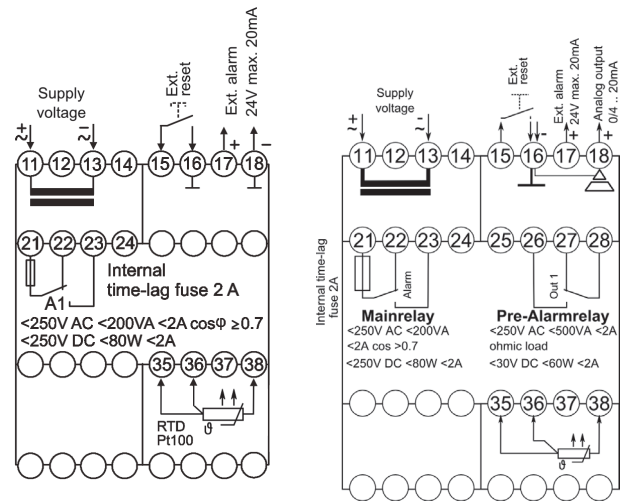 Supply
voltage
Ext.
reset
Ext. alarm
24V max. 20mA
~+
~-
+
-
11 12 13 14 15 16 17 18
21 22 23 24
A1
Internal
time-lag fuse 2 A
<250V AC <200VA <2A cosφ ≥0.7
<250V DC <80W <2A
35 36 37 38
RTD
Pt100
ϑ
Supply
voltage
Ext.
reset
Ext. alarm
24V max. 20mA
Analog output
0/4 .. 20mA
~+
~-
-
+
+
11 12 13 14 15 16 17 18
21 22 23 24 25 26 27 28
Internal time-lag
fuse 2A
Alarm
Out 1
Mainrelay
<250V AC <200VA
<2A cos >0.7
<250V DC <80W <2A
Pre-Alarmrelay
<250V AC <500VA <2A
ohmic load
<30V DC <60W <2A
35 36 37 38
ϑ